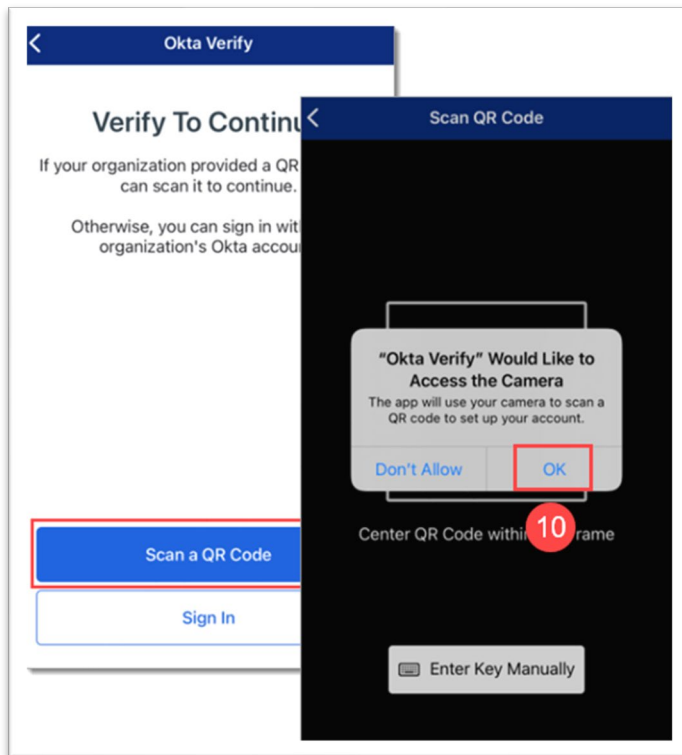 Okta Verify
Verify To Continu
If your organization provided a QR
can scan it to continue.
Otherwise, you can sign in wit
organization's Okta accou
Scan a QR Code
Sign In
Scan QR Code
"Okta Verify" Would Like to
Access the Camera
The app will use your camera to scan a
QR code to set up your account.
Don't Allow OK
10
Center QR Code within rame
Enter Key Manually